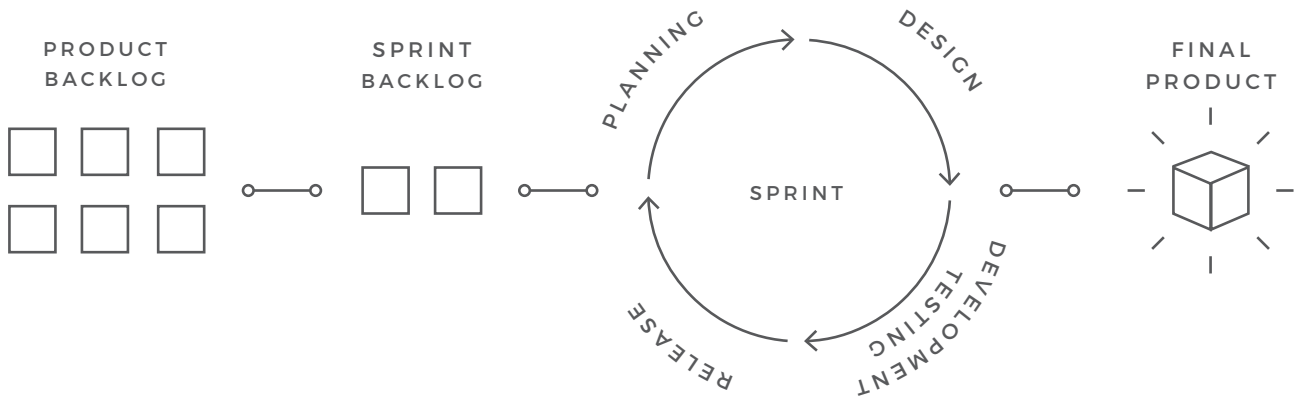 PRODUCT
BACKLOG
SPRINT
BACKLOG
PLANNING
DESIGN
SPRINT
DEVELOPMENT
TESTING
RELEASE
FINAL
PRODUCT